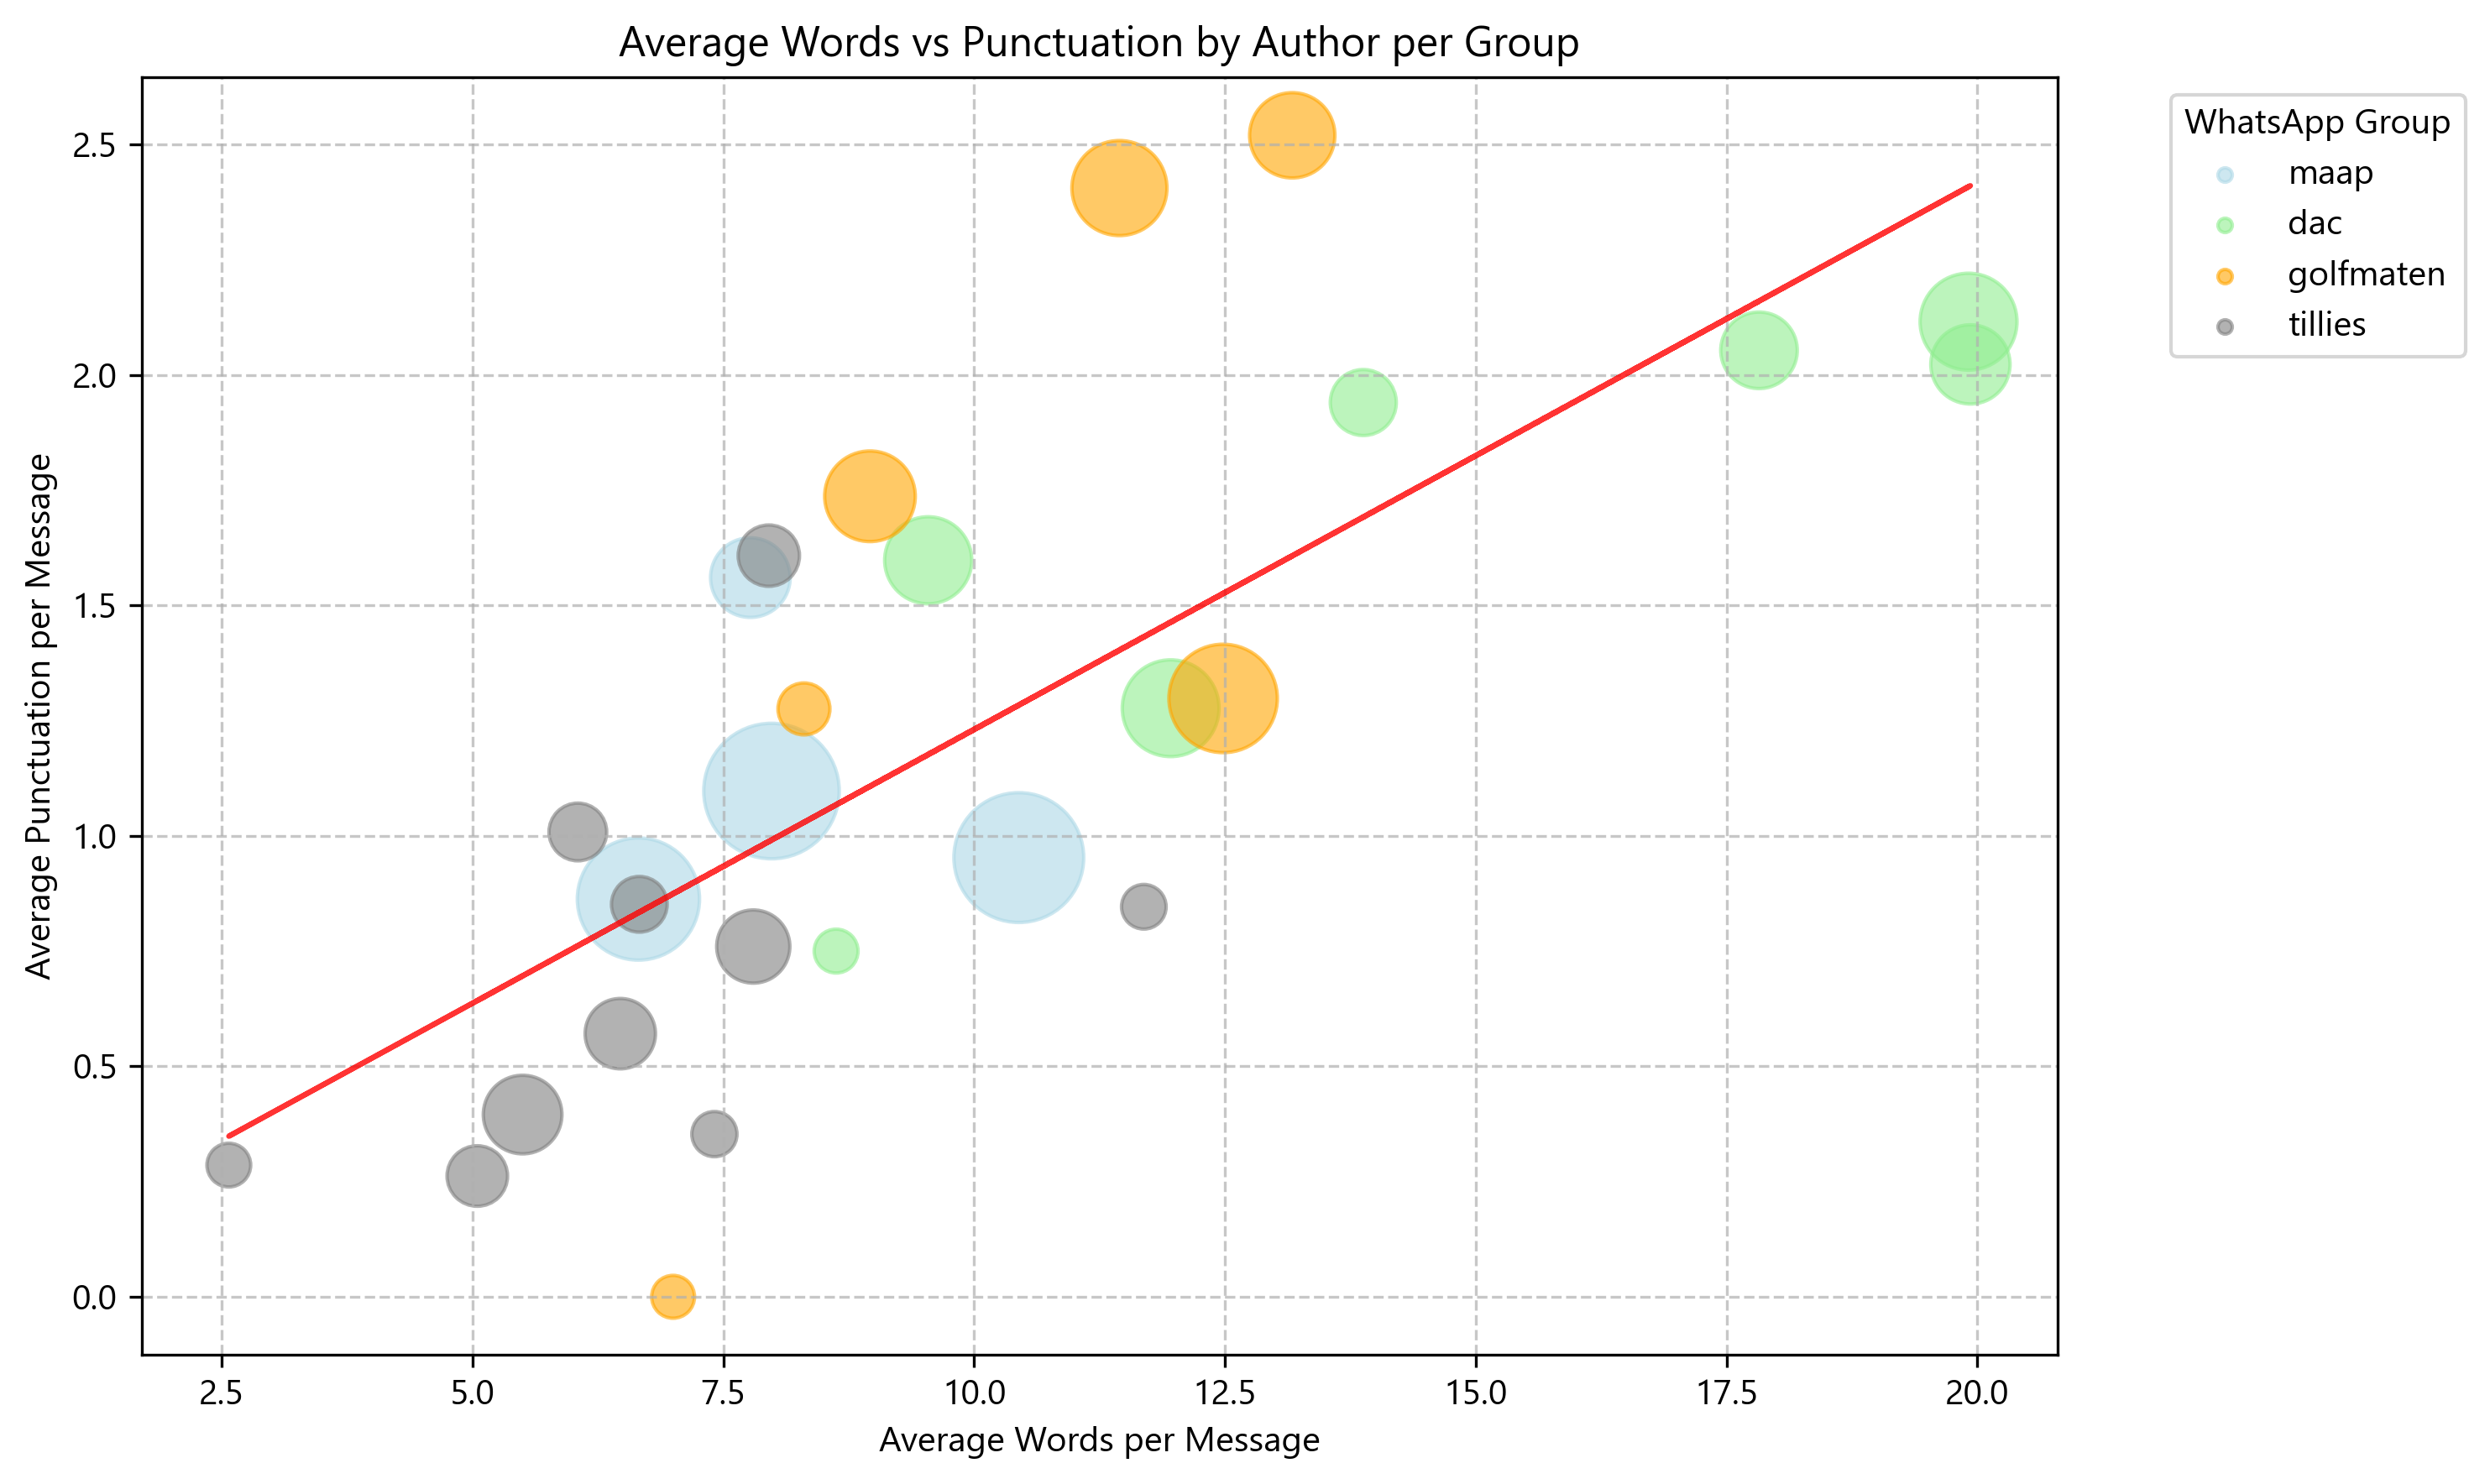 Average Words vs Punctuation by Author per Group
Average Punctuation per Message
2.5
2.0
1.5
1.0
0.5
0.0
2.5
5.0
7.5
10.0
12.5
15.0
17.5
20.0
Average Words per Message
WhatsApp Group
maap
dac
golfmaten
tillies